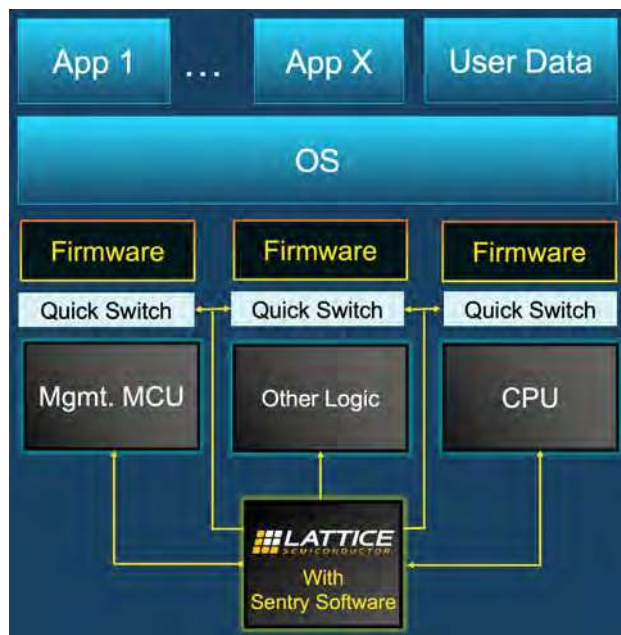 App 1 ... App X User Data
OS
Firmware Firmware Firmware
Quick Switch Quick Switch Quick Switch
Mgmt. MCU Other Logic CPU
LATTICE
SEMICONDUCTOR
With
Sentry Software